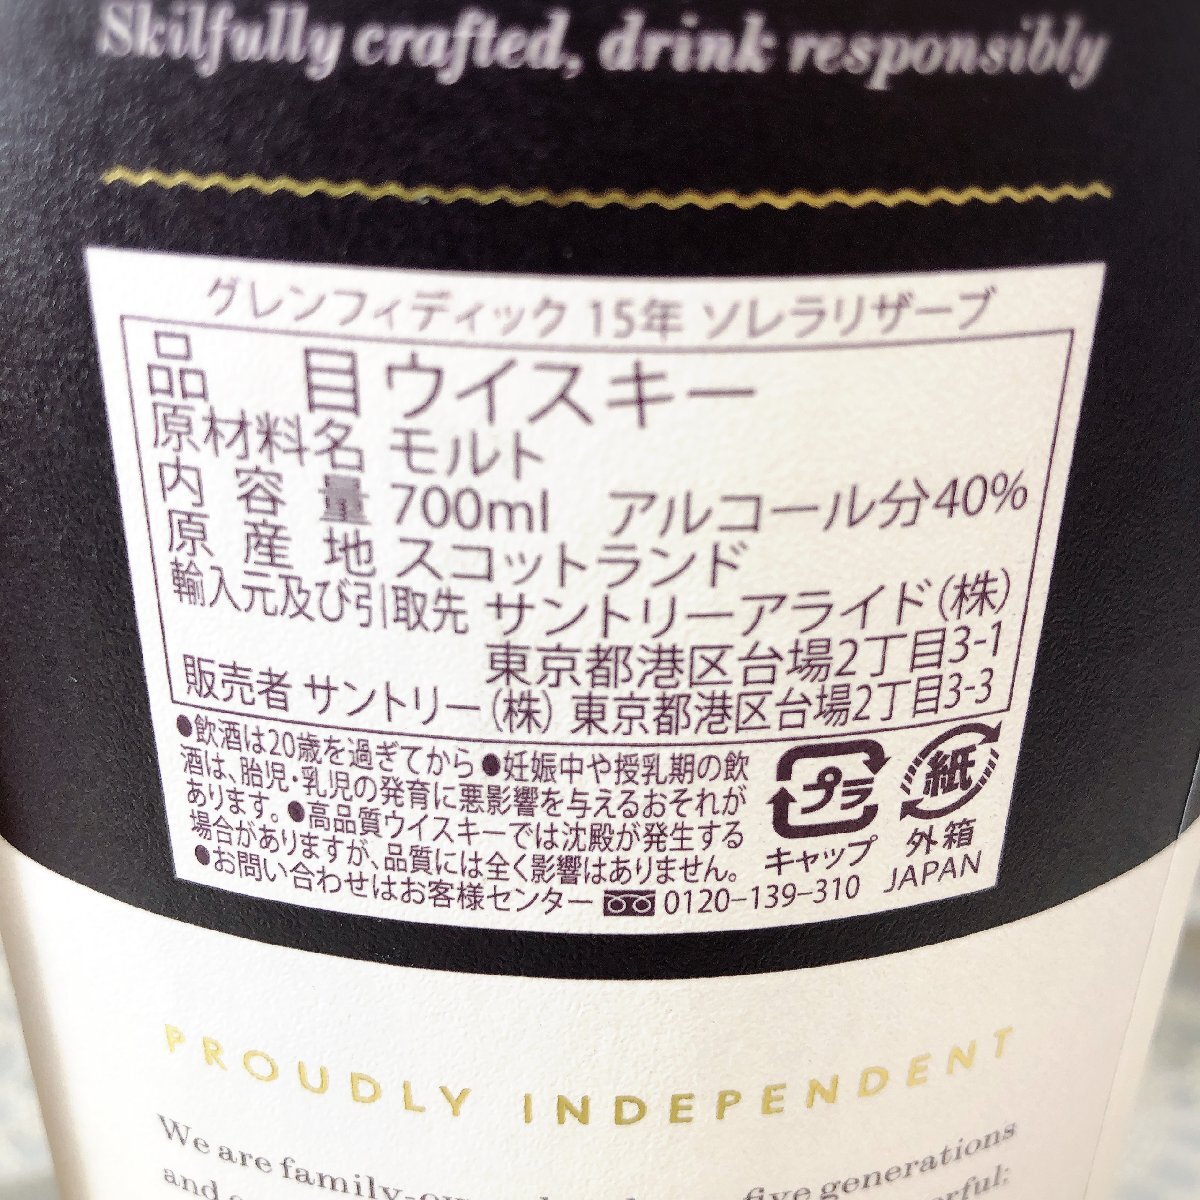 Skilfully crafted, drink responsibly
グレンフィディック 15年 ソレラリザーブ
品目 ウイスキー
原材料名 モルト
内容量 700ml アルコール分40%
原産地 スコットランド
輸入元及び引取先 サントリーアライド(株)
東京都港区台場2丁目3-1
販売者 サントリー(株) 東京都港区台場2丁目3-3
●飲酒は20歳を過ぎてから ●妊娠中や授乳期の飲
酒は、胎児・乳児の発育に悪影響を与えるおそれが
あります。●高品質ウイスキーでは沈殿が発生する
場合がありますが、品質には全く影響はありません。
●お問い合わせはお客様センター 0120-139-310
プラ
キャップ
紙
外箱
JAPAN
PROUDLY INDEPENDENT
We are family- five generations
and